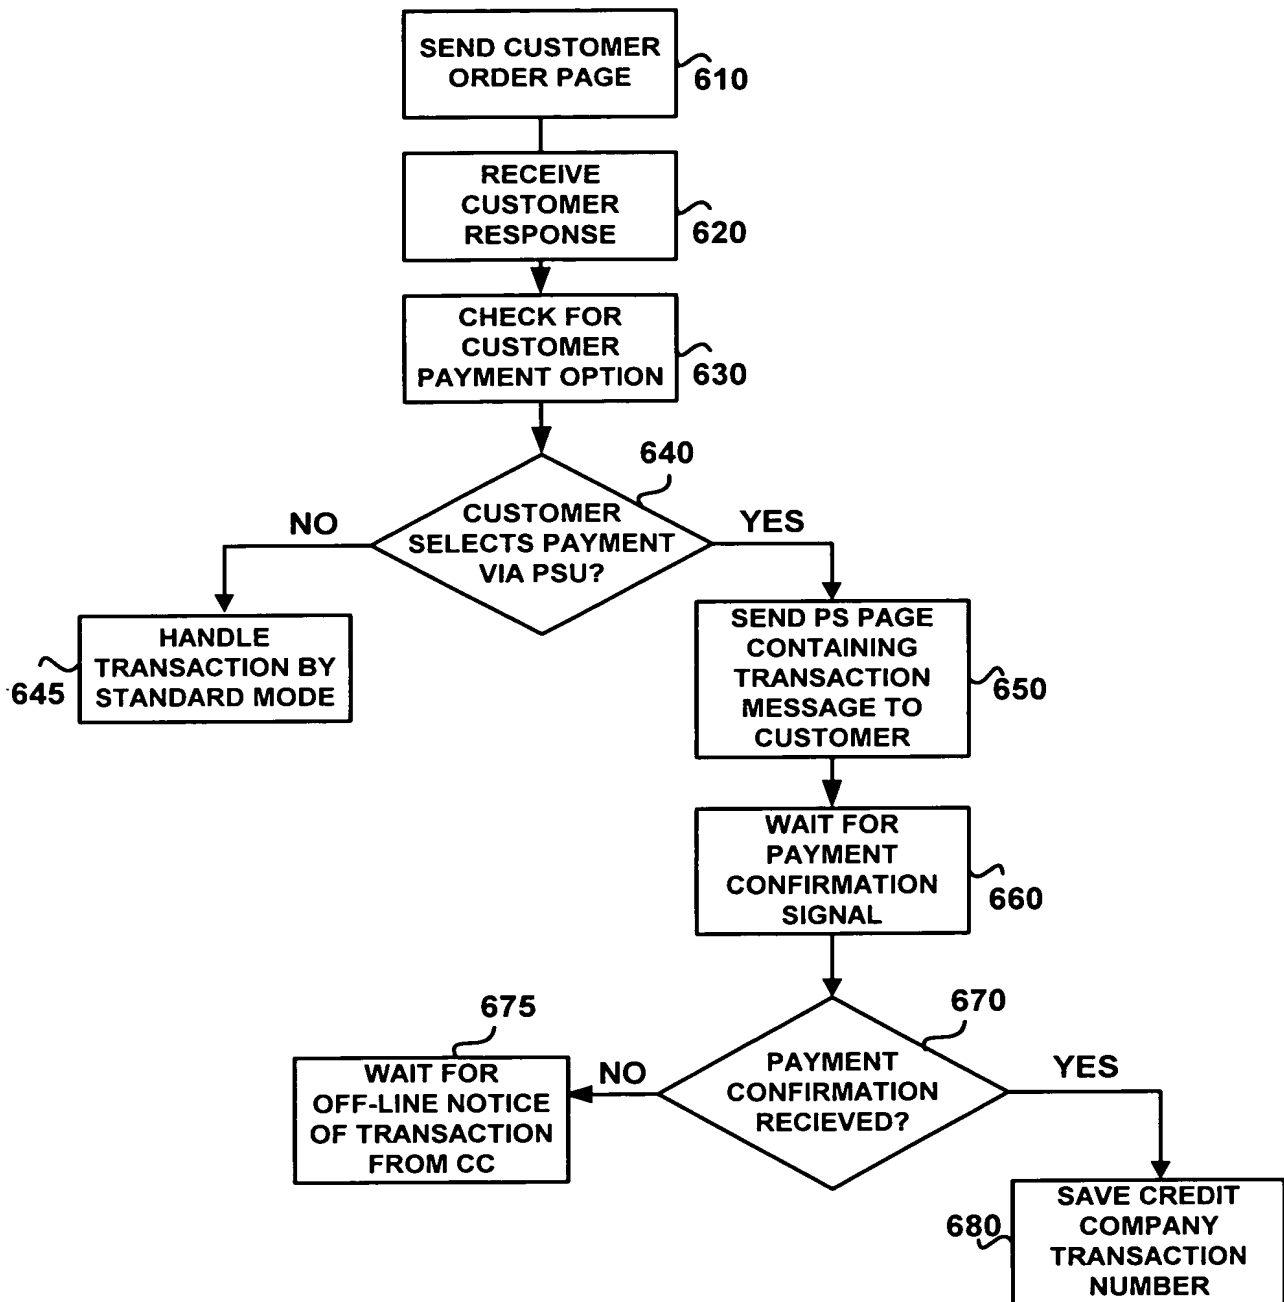 SEND CUSTOMER
ORDER PAGE
610
RECEIVE
CUSTOMER
RESPONSE
620
CHECK FOR
CUSTOMER
PAYMENT OPTION
630
640
CUSTOMER
SELECTS PAYMENT
VIA PSU?
NO
YES
HANDLE
TRANSACTION BY
STANDARD MODE
645
SEND PS PAGE
CONTAINING
TRANSACTION
MESSAGE TO
CUSTOMER
650
WAIT FOR
PAYMENT
CONFIRMATION
SIGNAL
660
670
PAYMENT
CONFIRMATION
RECIEVED?
NO
YES
675
WAIT FOR
OFF-LINE NOTICE
OF TRANSACTION
FROM CC
SAVE CREDIT
COMPANY
TRANSACTION
NUMBER
680